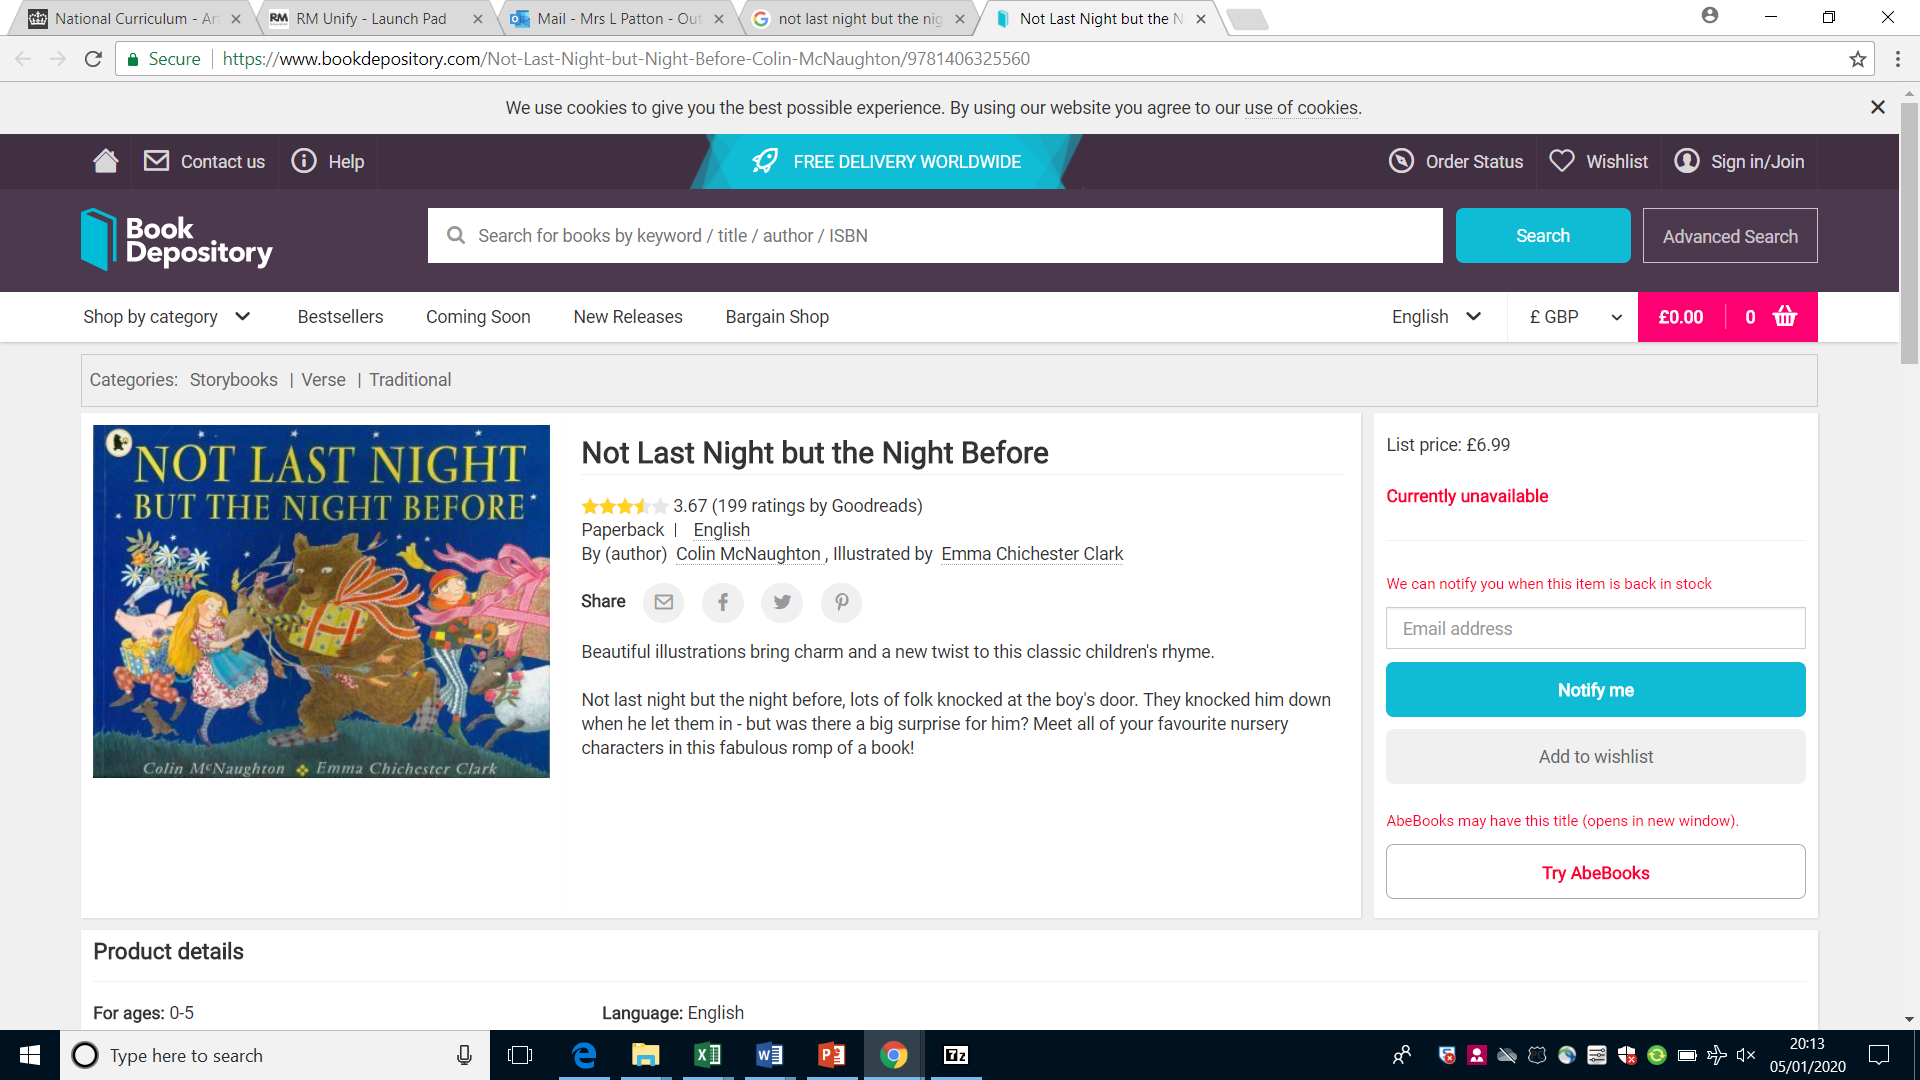 National Curriculum - Ar
RM Unify - Launch Pad
Mail - Mrs L Patton - Out
not last night but the nig
Not Last Night but the N
Secure
https://www.bookdepository.com/Not-Last-Night-but-Night-Before-Colin-McNaughton/9781406325560
We use cookies to give you the best possible experience. By using our website you agree to our use of cookies.
Contact us
Help
FREE DELIVERY WORLDWIDE
Order Status
Wishlist
Sign in/Join
Book
Depository
Search for books by keyword / title / author / ISBN
Search
Advanced Search
Shop by category
Bestsellers
Coming Soon
New Releases
Bargain Shop
English
£ GBP
£0.00
0
Categories: Storybooks | Verse | Traditional
NOT LAST NIGHT
BUT THE NIGHT BEFORE
Colin McNaughton Emma Chichester Clark
Not Last Night but the Night Before
3.67 (199 ratings by Goodreads)
Paperback | English
By (author) Colin McNaughton , Illustrated by Emma Chichester Clark
Share
Beautiful illustrations bring charm and a new twist to this classic children's rhyme.
Not last night but the night before, lots of folk knocked at the boy's door. They knocked him down
when he let them in - but was there a big surprise for him? Meet all of your favourite nursery
characters in this fabulous romp of a book!
List price: £6.99
Currently unavailable
We can notify you when this item is back in stock
Email address
Notify me
Add to wishlist
AbeBooks may have this title (opens in new window).
Try AbeBooks
Product details
For ages: 0-5
Language: English
Type here to search
20:13
05/01/2020